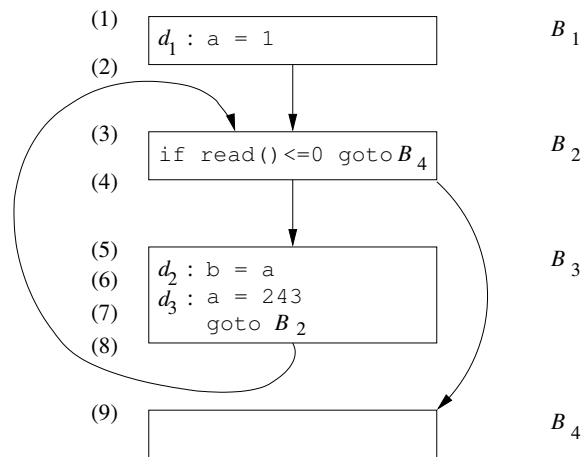 (1) d1 : a = 1 B1
(2)
(3) if read()<=0 goto B4 B2
(4)
(5) d2 : b = a B3
(6) d3 : a = 243
(7) goto B2
(8)
(9) B4